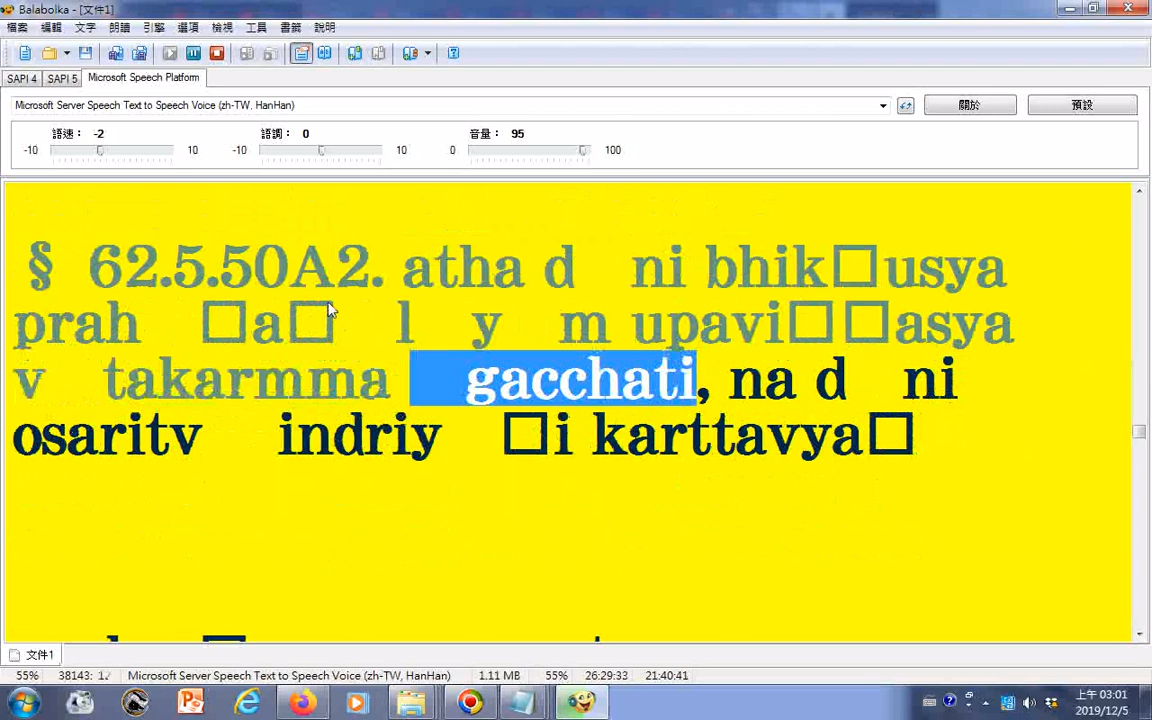 Balabolka - [文件1]
檔案 編輯 文字 朗讀 引擎 選項 檢視 工具 書籤 說明
SAPI 4 SAPI 5 Microsoft Speech Platform
Microsoft Server Speech Text to Speech Voice (zh-TW, HanHan)
關於 預設
語速: -2 語調: 0 音量: 95
-10 10 -10 10 0 100
§ 62.5.50A2. atha d ni bhik□usya
prah □a□ l y m upavi□□asya
v takarmma gacchati, na d ni
osaritv indriy □i karttavya□
文件1
55% 38143: 17 Microsoft Server Speech Text to Speech Voice (zh-TW, HanHan) 1.11 MB 55% 26:29:33 21:40:41
上午 03:01
2019/12/5